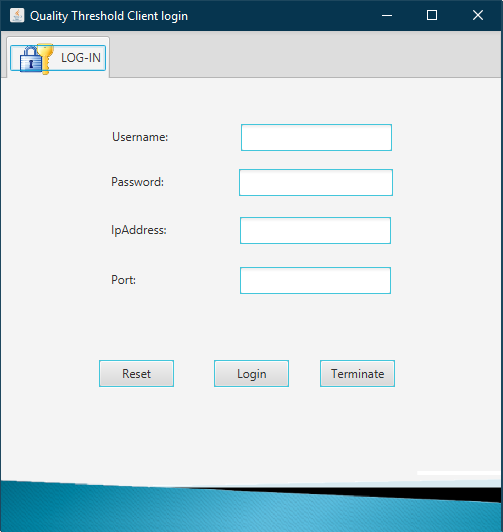 Quality Threshold Client login
LOG-IN
Username:
Password:
IpAddress:
Port:
Reset Login Terminate